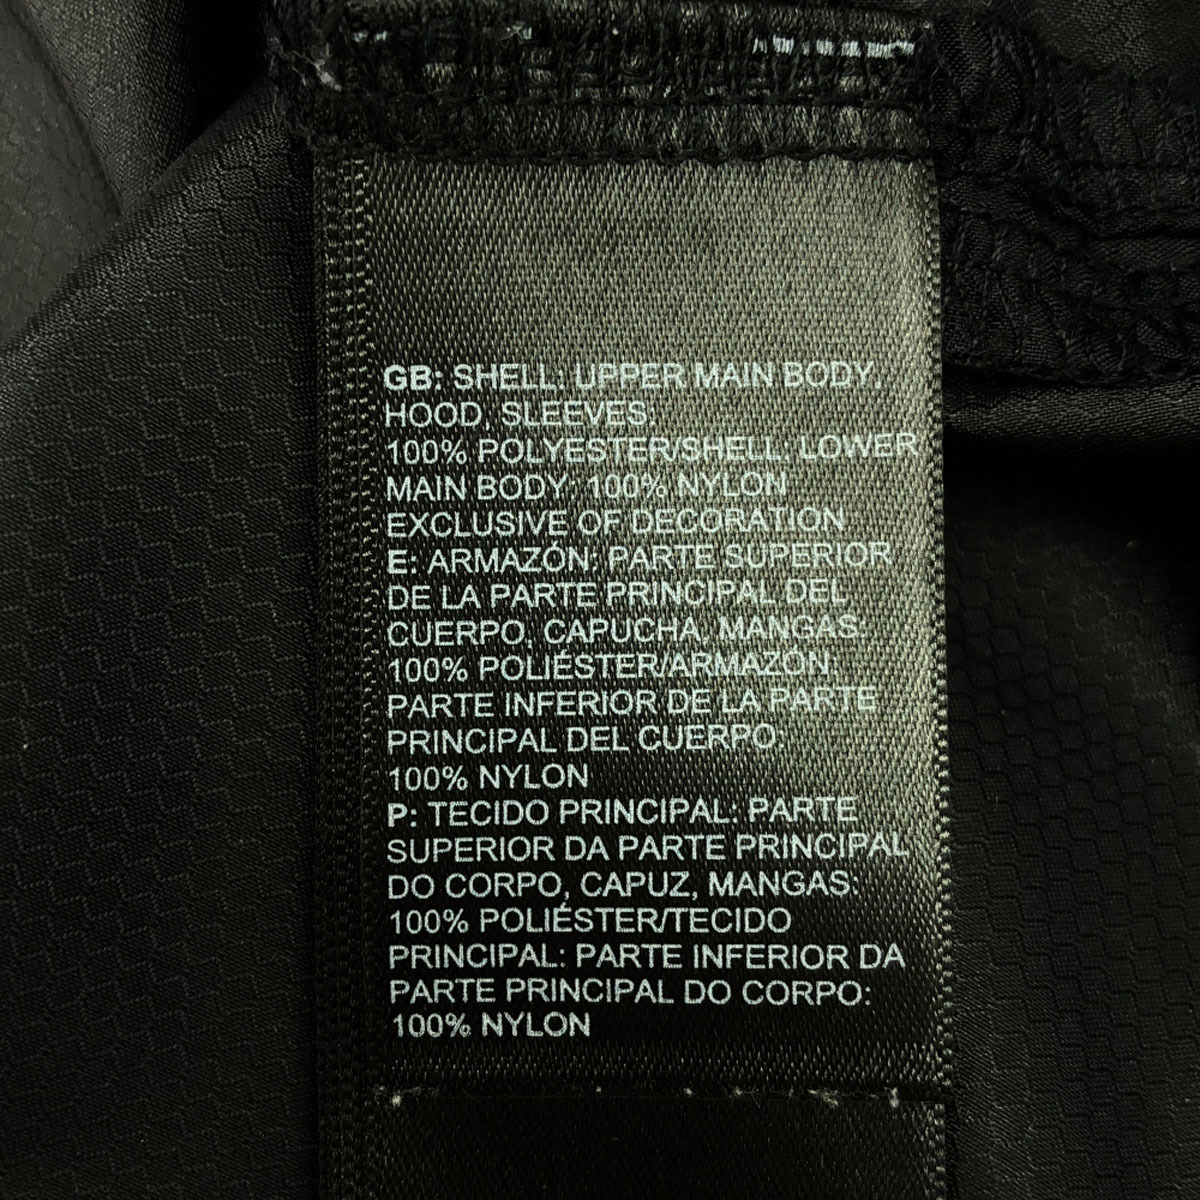 GB: SHELL: UPPER MAIN BODY,
HOOD, SLEEVES:
100% POLYESTER/SHELL: LOWER
MAIN BODY: 100% NYLON
EXCLUSIVE OF DECORATION
E: ARMAZÓN: PARTE SUPERIOR
DE LA PARTE PRINCIPAL DEL
CUERPO, CAPUCHA, MANGAS:
100% POLIÉSTER/ARMAZÓN:
PARTE INFERIOR DE LA PARTE
PRINCIPAL DEL CUERPO:
100% NYLON
P: TECIDO PRINCIPAL: PARTE
SUPERIOR DA PARTE PRINCIPAL
DO CORPO, CAPUZ, MANGAS:
100% POLIÉSTER/TECIDO
PRINCIPAL: PARTE INFERIOR DA
PARTE PRINCIPAL DO CORPO:
100% NYLON